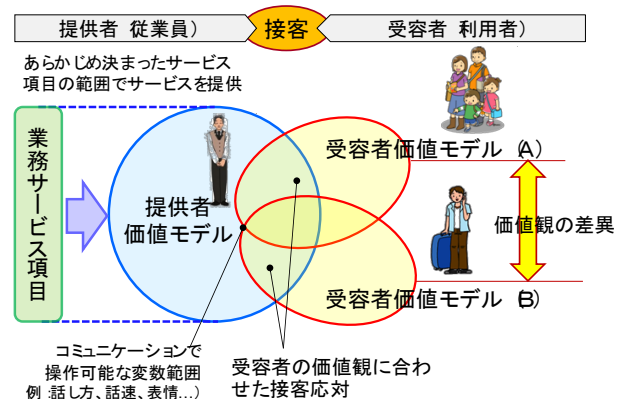 提供者 従業員)
接客
受容者 利用者)
あらかじめ決まったサービス
項目の範囲でサービスを提供
業務サービス項目
提供者
価値モデル
受容者価値モデル (A)
価値観の差異
受容者価値モデル (B)
コミュニケーションで
操作可能な変数範囲
例 :話し方、話速、表情…)
受容者の価値観に合わ
せた接客応対